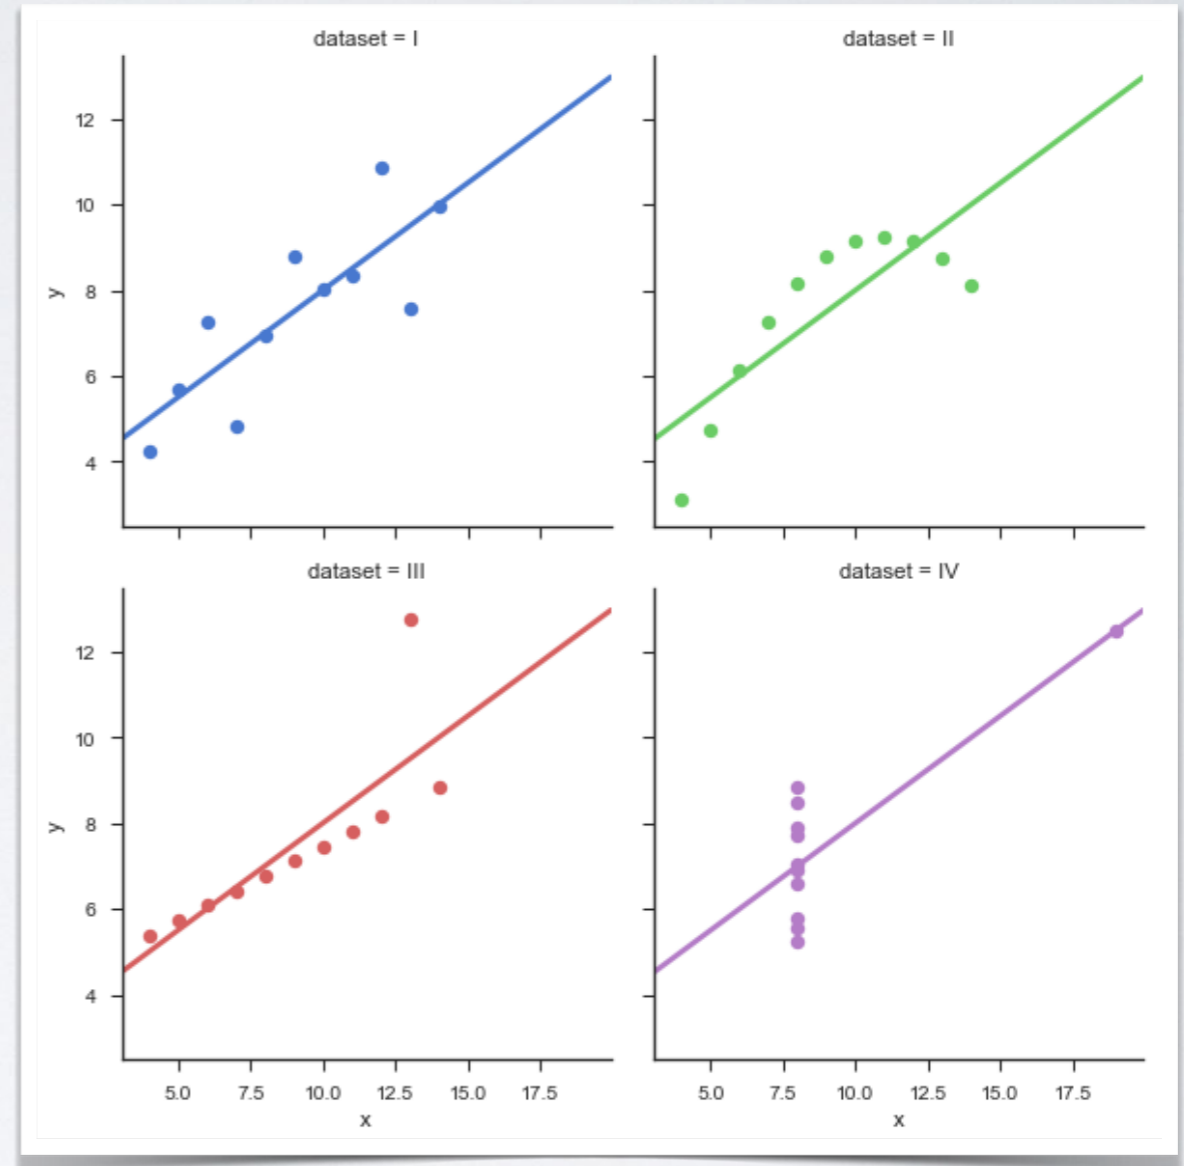 dataset = I
dataset = II
12
10
8
6
4
y
dataset = III
dataset = IV
12
10
8
6
4
y
5.0 7.5 10.0 12.5 15.0 17.5
5.0 7.5 10.0 12.5 15.0 17.5
x
x